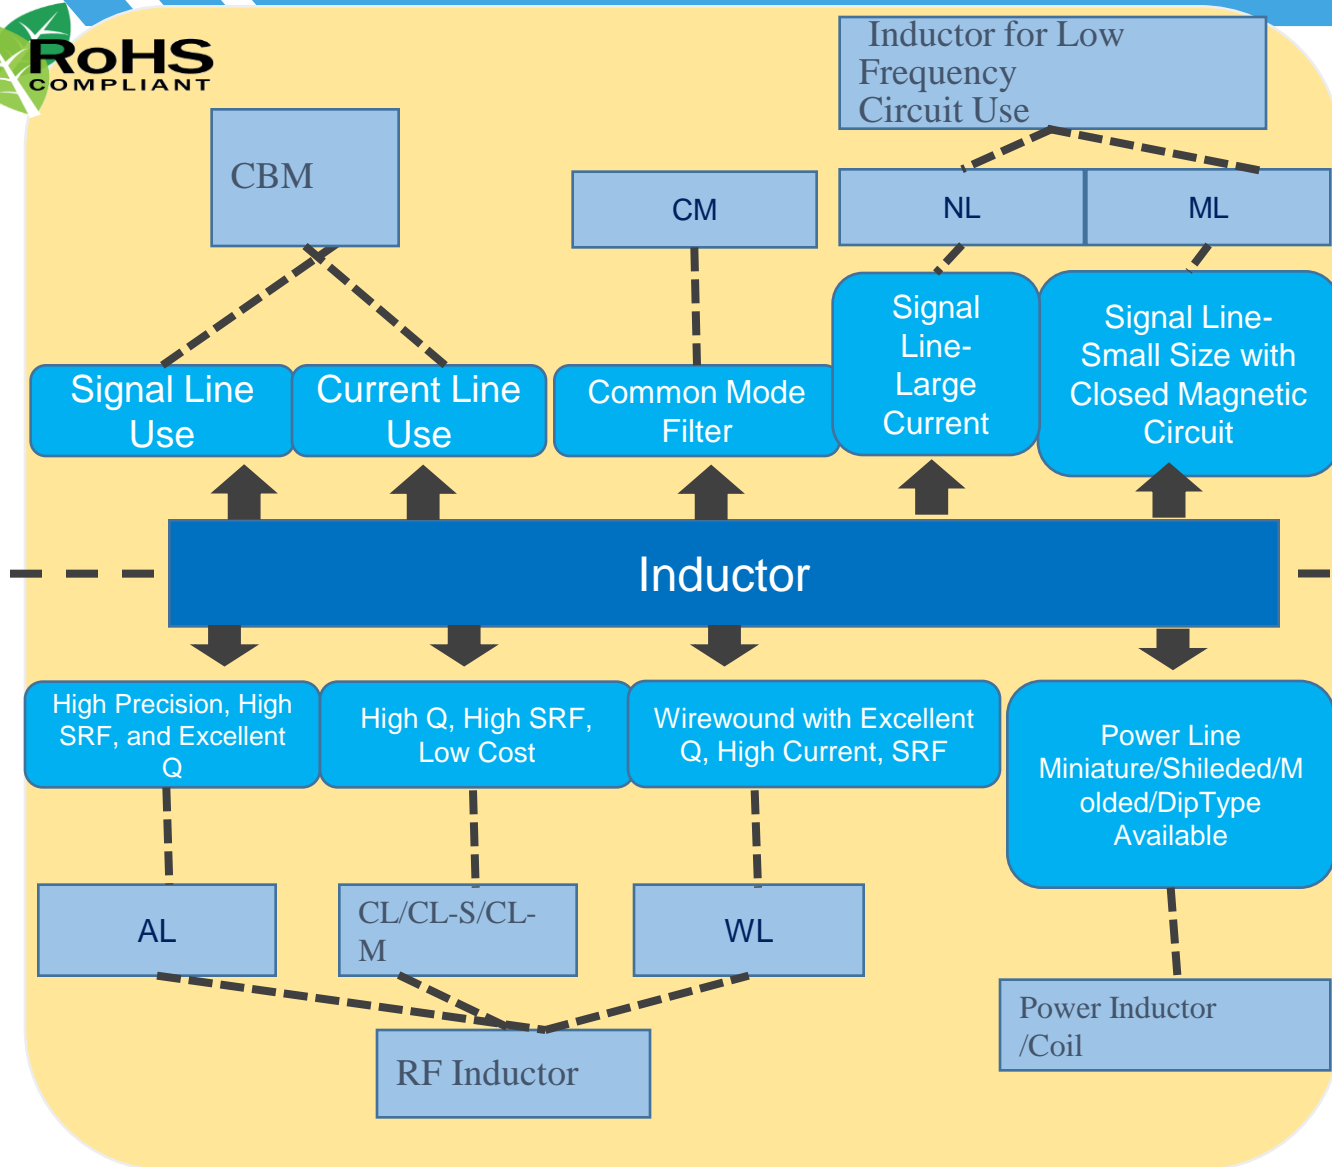 RoHS
COMPLIANT
Inductor for Low
Frequency
Circuit Use
CBM
CM
NL
ML
Signal Line
Use
Current Line
Use
Common Mode
Filter
Signal
Line-
Large
Current
Signal Line-
Small Size with
Closed Magnetic
Circuit
Inductor
High Precision, High
SRF, and Excellent
Q
High Q, High SRF,
Low Cost
Wirewound with Excellent
Q, High Current, SRF
Power Line
Miniature/Shileded/M
olded/DipType
Available
AL
CL/CL-S/CL-
M
WL
Power Inductor
/Coil
RF Inductor